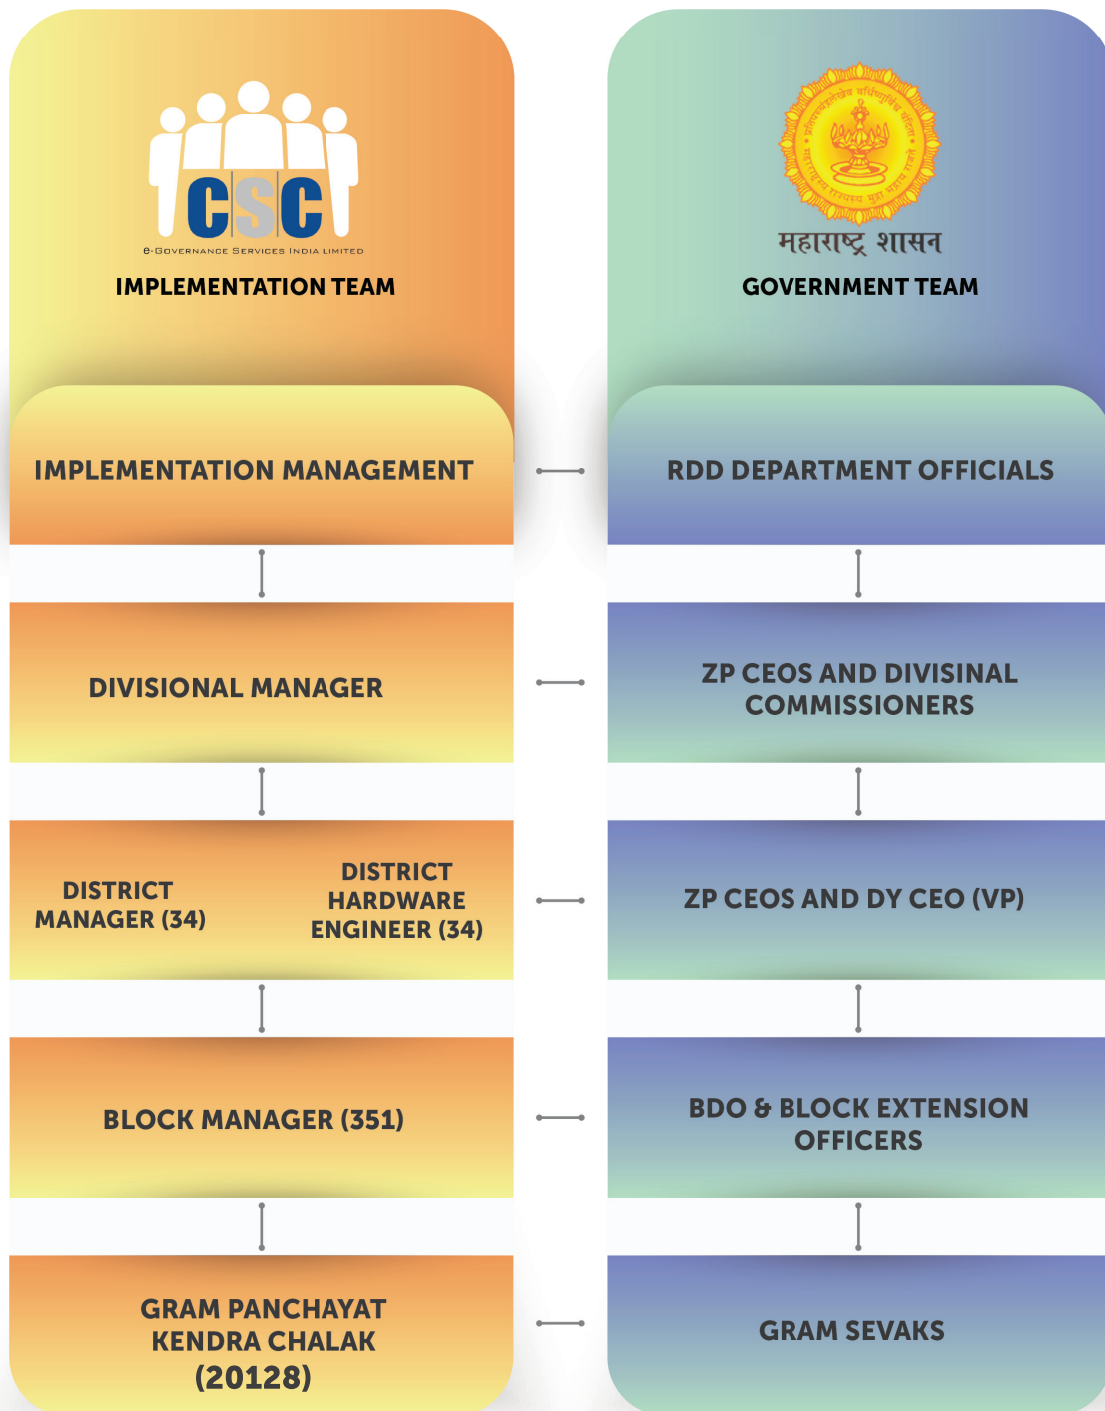 CSC
e-GOVERNANCE SERVICES INDIA LIMITED
IMPLEMENTATION TEAM
IMPLEMENTATION MANAGEMENT
DIVISIONAL MANAGER
DISTRICT
MANAGER (34)
DISTRICT
HARDWARE
ENGINEER (34)
BLOCK MANAGER (351)
GRAM PANCHAYAT
KENDRA CHALAK
(20128)
महाराष्ट्र शासन
GOVERNMENT TEAM
RDD DEPARTMENT OFFICIALS
ZP CEOS AND DIVISINAL
COMMISSIONERS
ZP CEOS AND DY CEO (VP)
BDO & BLOCK EXTENSION
OFFICERS
GRAM SEVAKS